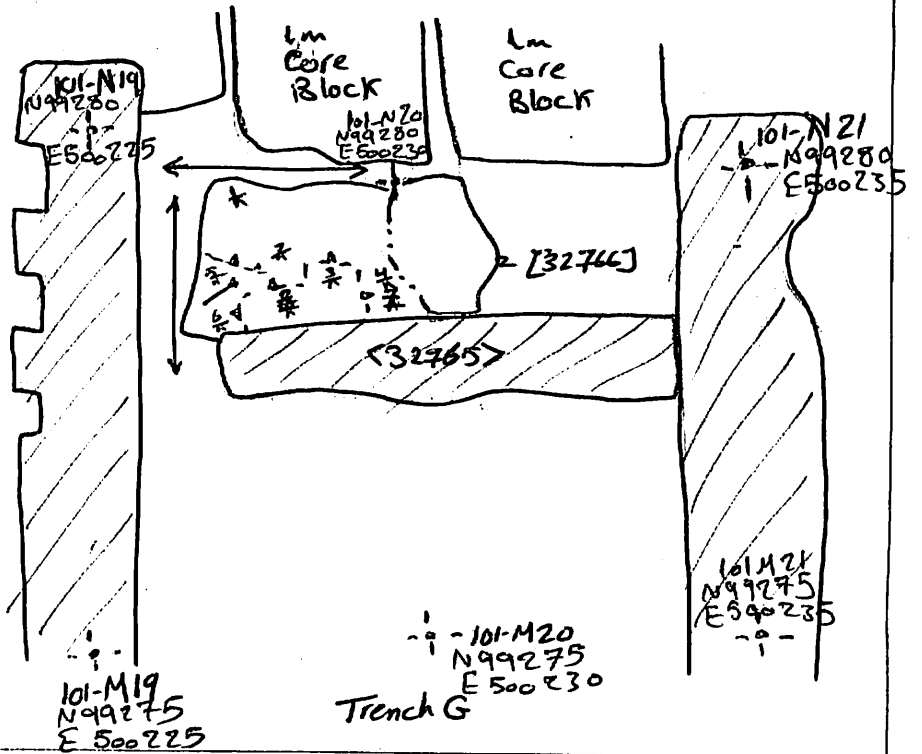 1m
Core
Block
1m
Core
Block
101-N19
N99280
E500225
101-N20
N99280
E500230
101-N21
N99280
E500235
[32766]
<32765>
101M21
N99275
E500235
101-M20
N99275
E500230
101-M19
N99275
E500225
Trench G